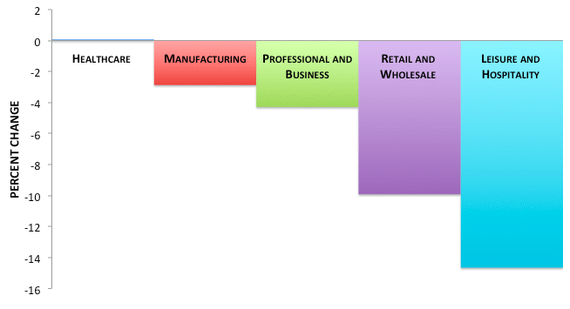 2
0
-2
-4
-6
-8
-10
-12
-14
-16
PERCENT CHANGE
HEALTHCARE
MANUFACTURING
PROFESSIONAL AND
BUSINESS
RETAIL AND
WHOLESALE
LEISURE AND
HOSPITALITY